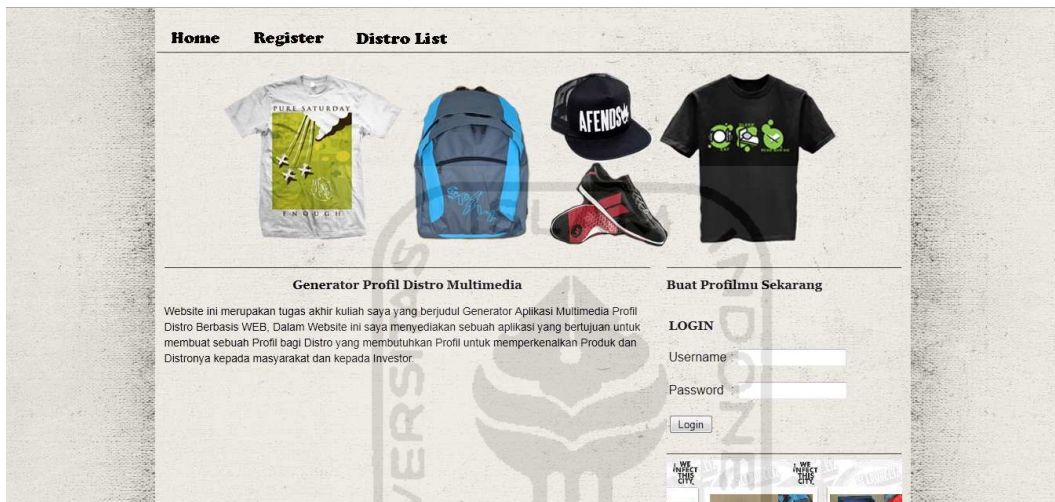 Home Register Distro List
PURE SATURDAY
ENOUGH
AFENDS
Generator Profil Distro Multimedia
Website ini merupakan tugas akhir kuliah saya yang berjudul Generator Aplikasi Multimedia Profil
Distro Berbasis WEB, Dalam Website ini saya menyediakan sebuah aplikasi yang bertujuan untuk
membuat sebuah Profil bagi Distro yang membutuhkan Profil untuk memperkenalkan Produk dan
Distronya kepada masyarakat dan kepada Investor.
Buat Profilmu Sekarang
LOGIN
Username :
Password :
Login
WE
INFECT
THIS
CITY
WE
INFECT
THIS
CITY